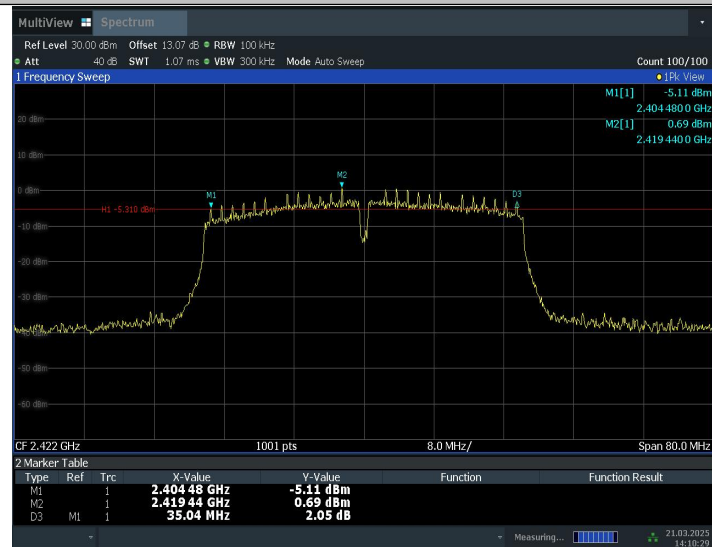 MultiView Spectrum
Ref Level 30.00 dBm Offset 13.07 dB RBW 100 kHz
Att 40 dB SWT 1.07 ms VBW 300 kHz Mode Auto Sweep Count 100/100
1 Frequency Sweep 1Pk View
M1[1] -5.11 dBm
2.404 480 0 GHz
M2[1] 0.69 dBm
2.419 440 0 GHz
20 dBm
10 dBm
M2
0 dBm
M1 D3
H1 -5.310 dBm
-10 dBm
-20 dBm
-30 dBm
-50 dBm
-60 dBm
CF 2.422 GHz 1001 pts 8.0 MHz/ Span 80.0 MHz
2 Marker Table
Type Ref Trc X-Value Y-Value Function Function Result
M1 1 2.404 48 GHz -5.11 dBm
M2 1 2.419 44 GHz 0.69 dBm
D3 M1 1 35.04 MHz 2.05 dB
Measuring... 21.03.2025
14:10:29